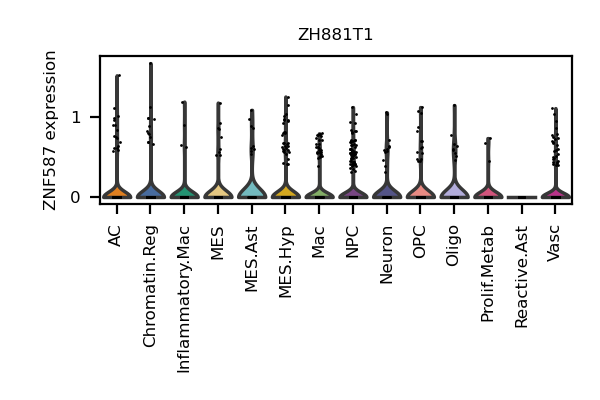 ZH881T1
ZNF587 expression
1
0
AC
Chromatin.Reg
Inflammatory.Mac
MES
MES.Ast
MES.Hyp
Mac
NPC
Neuron
OPC
Oligo
Prolif.Metab
Reactive.Ast
Vasc